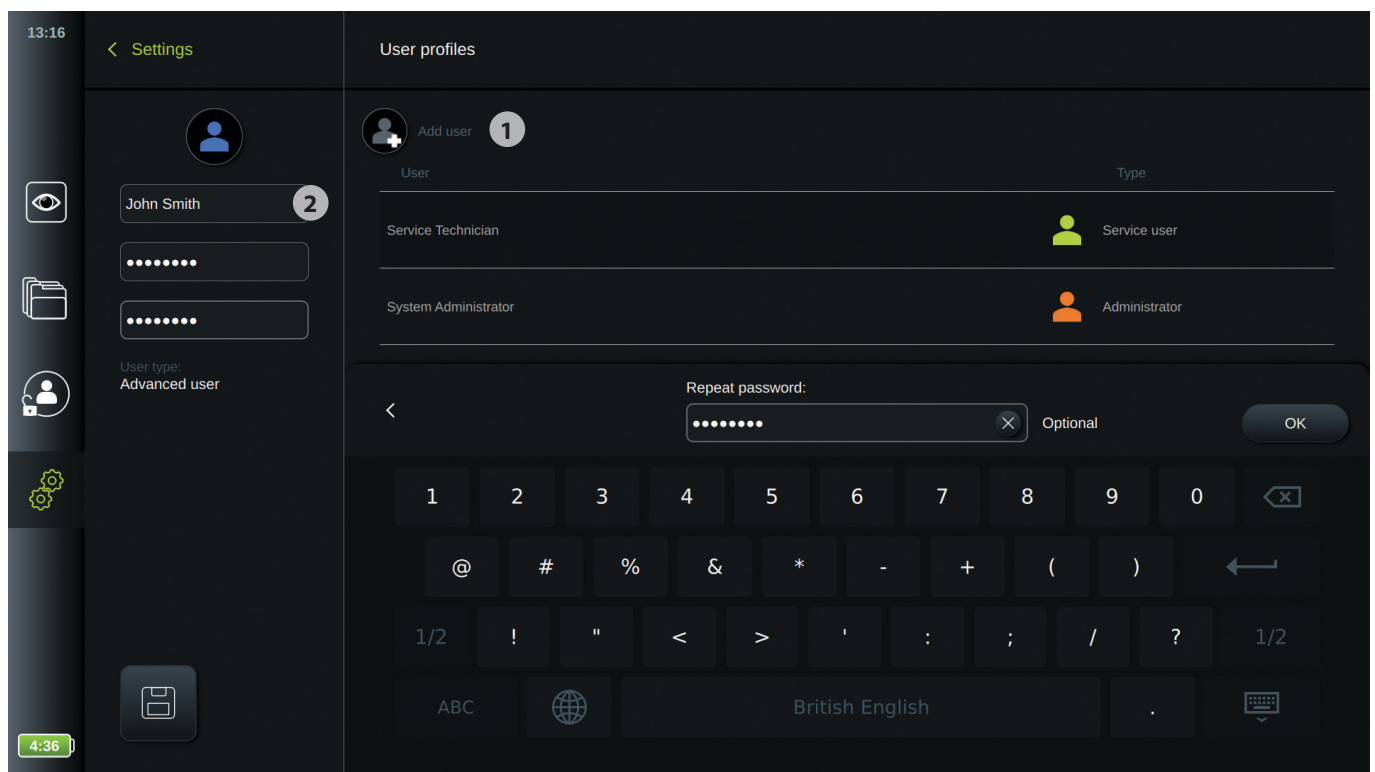 13:16
Settings
User profiles
Add user 1
User Type
John Smith 2
Service Technician Service user
••••••••
System Administrator Administrator
••••••••
User type:
Advanced user
Repeat password:
•••••••• Optional OK
1 2 3 4 5 6 7 8 9 0
@ # % & * - + ( )
1/2 ! " < > ' : ; / ? 1/2
ABC British English .
4:36